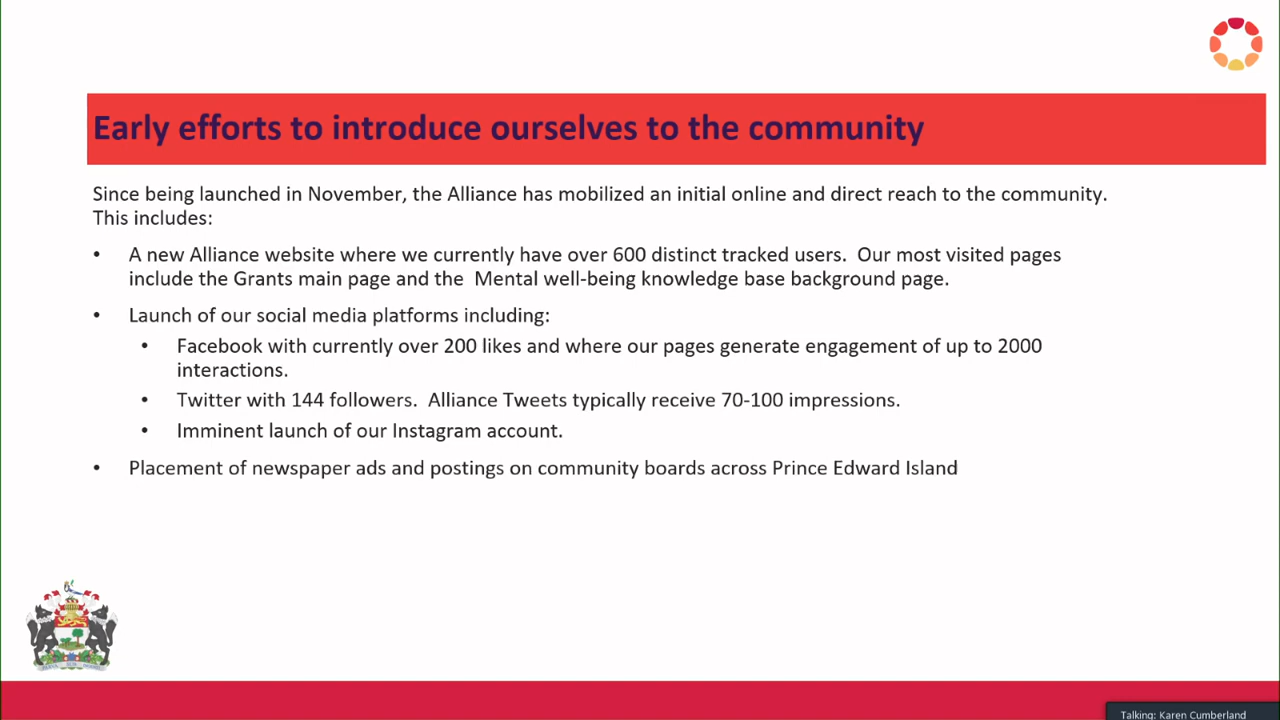 Early efforts to introduce ourselves to the community
Since being launched in November, the Alliance has mobilized an initial online and direct reach to the community.
This includes:
• A new Alliance website where we currently have over 600 distinct tracked users.  Our most visited pages
include the Grants main page and the  Mental well-being knowledge base background page.
• Launch of our social media platforms including:
• Facebook with currently over 200 likes and where our pages generate engagement of up to 2000
interactions.
• Twitter with 144 followers.  Alliance Tweets typically receive 70-100 impressions.
• Imminent launch of our Instagram account.
• Placement of newspaper ads and postings on community boards across Prince Edward Island
Talking: Karen Cumberland